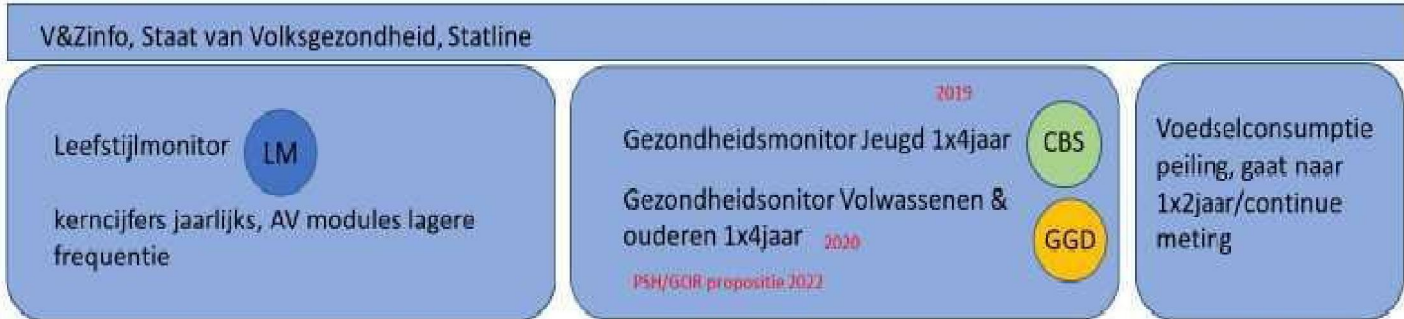 V&Zinfo, Staat van Volksgezondheid, Statline
Leefstijlmonitor
LM
kerncijfers jaarlijks, AV modules lagere
frequentie
2019
Gezondheidsmonitor Jeugd 1x4jaar
CBS
Gezondheidsonitor Volwassenen &
ouderen 1x4jaar 2020
GGD
PSH/GOR propositie 2022
Voedselconsumptie
peiling, gaat naar
1x2jaar/continue
meting